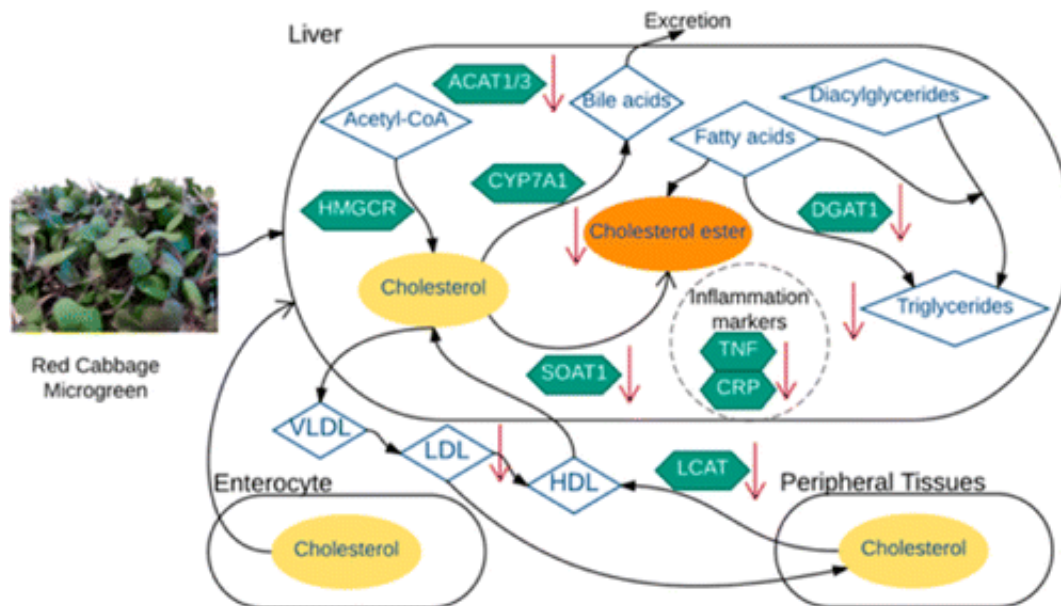 Excretion
Liver
ACAT1/3
Bile acids
Diacylglycerides
Acetyl-CoA
Fatty acids
CYP7A1
HMGCR
DGAT1
Cholesterol ester
Cholesterol
Inflammation
markers
Triglycerides
TNF
CRP
SOAT1
Red Cabbage
Microgreen
VLDL
LDL
HDL
LCAT
Enterocyte
Peripheral Tissues
Cholesterol
Cholesterol